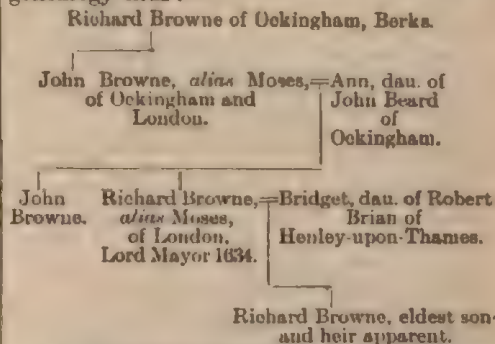 Richard Browne of Ockingham, Berks.
John Browne, alias Moses,=Ann, dau. of
of Ockingham and John Beard
London. of
Ockingham.
John Richard Browne,=Bridget, dau. of Robert
Browne. alias Moses, Brian of
of London, Henley-upon-Thames.
Lord Mayor 1634.
Richard Browne, eldest son
and heir apparent.